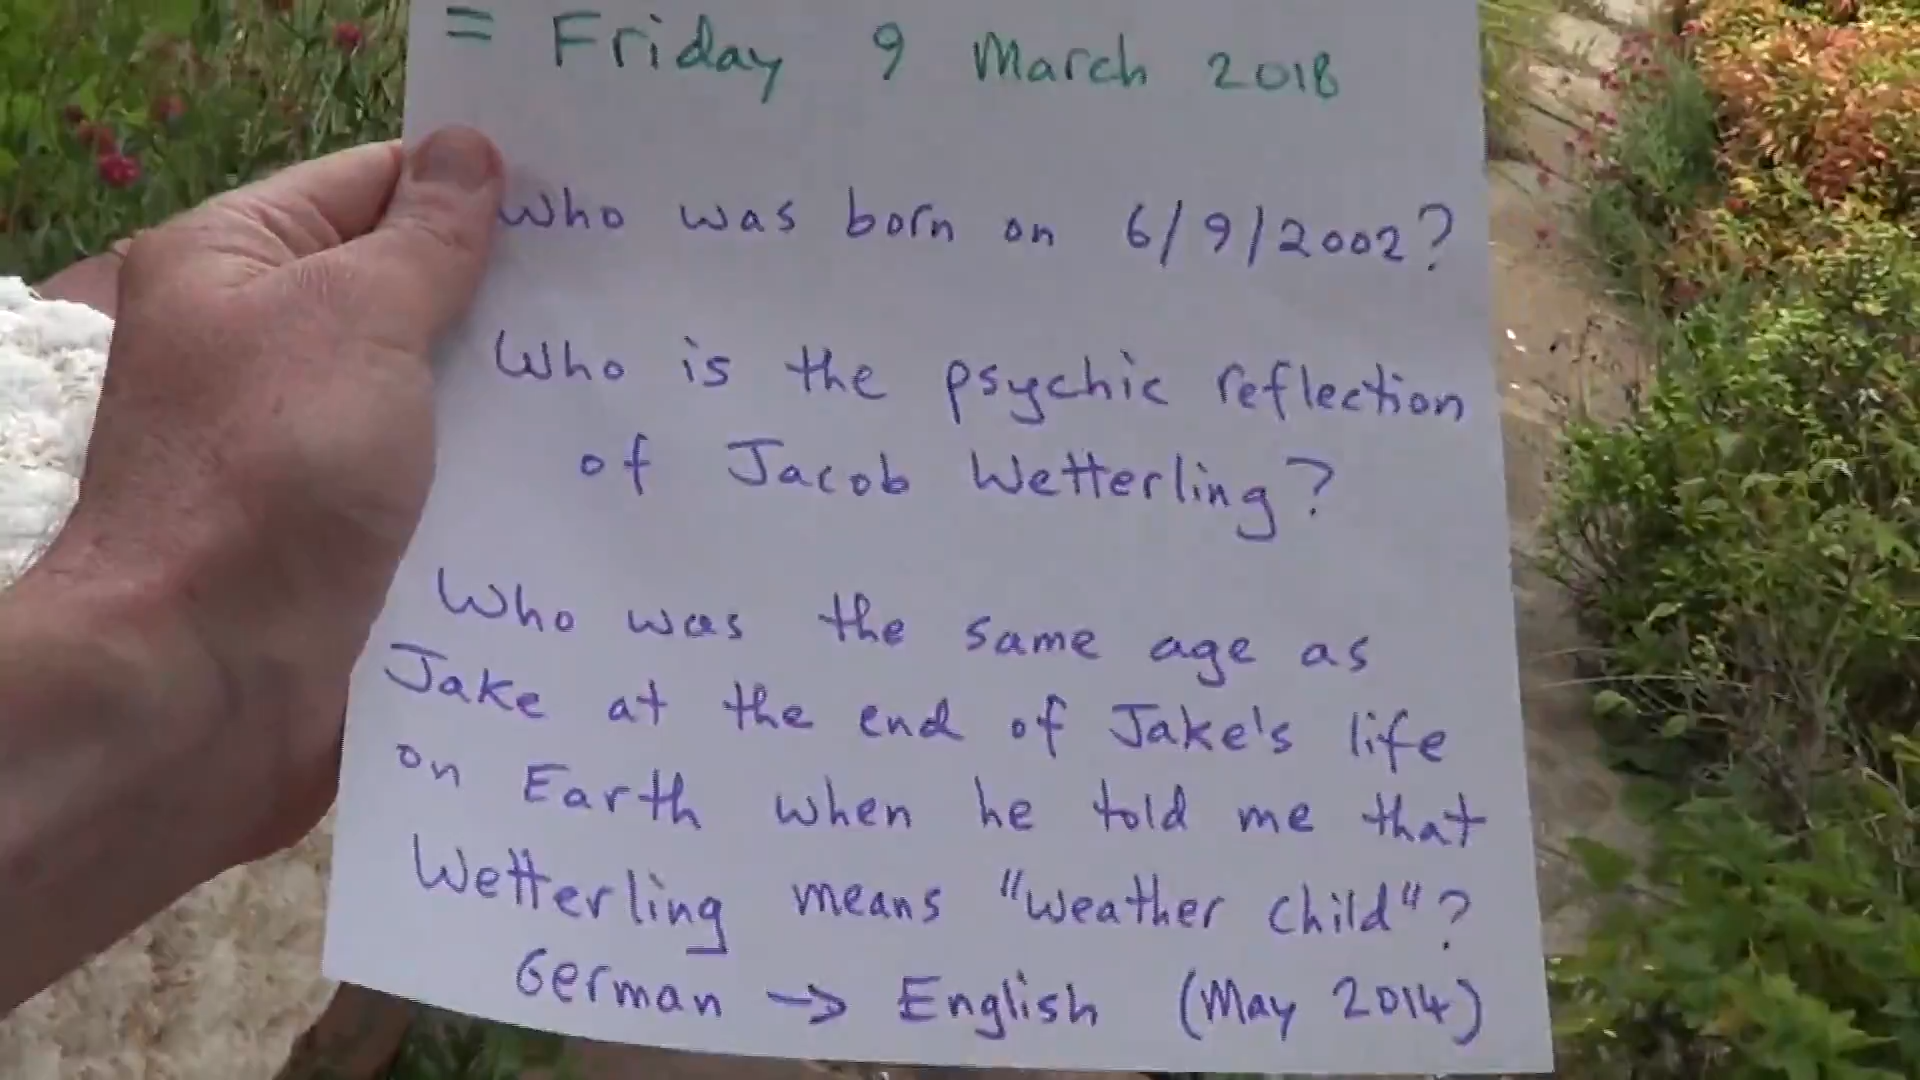 = Friday 9 March 2018
Who was born on 6/9/2002?
Who is the psychic reflection
of Jacob Wetterling?
Who was the same age as
Jake at the end of Jake's life
on Earth when he told me that
Wetterling means "weather child"?
German → English (May 2014)